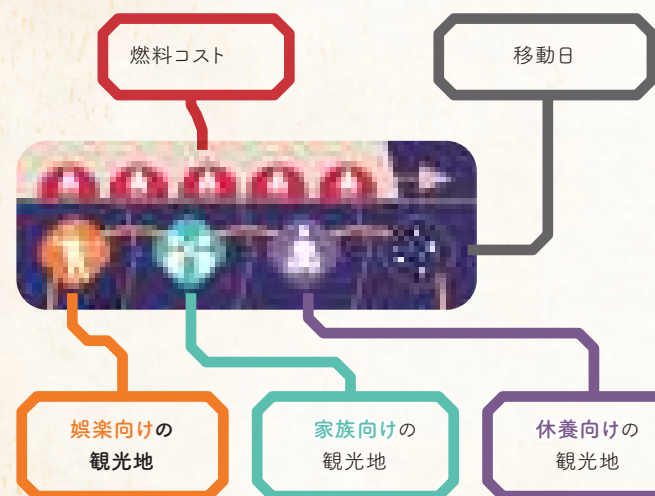 燃料コスト
移動日
娯楽向けの
観光地
家族向けの
観光地
休養向けの
観光地